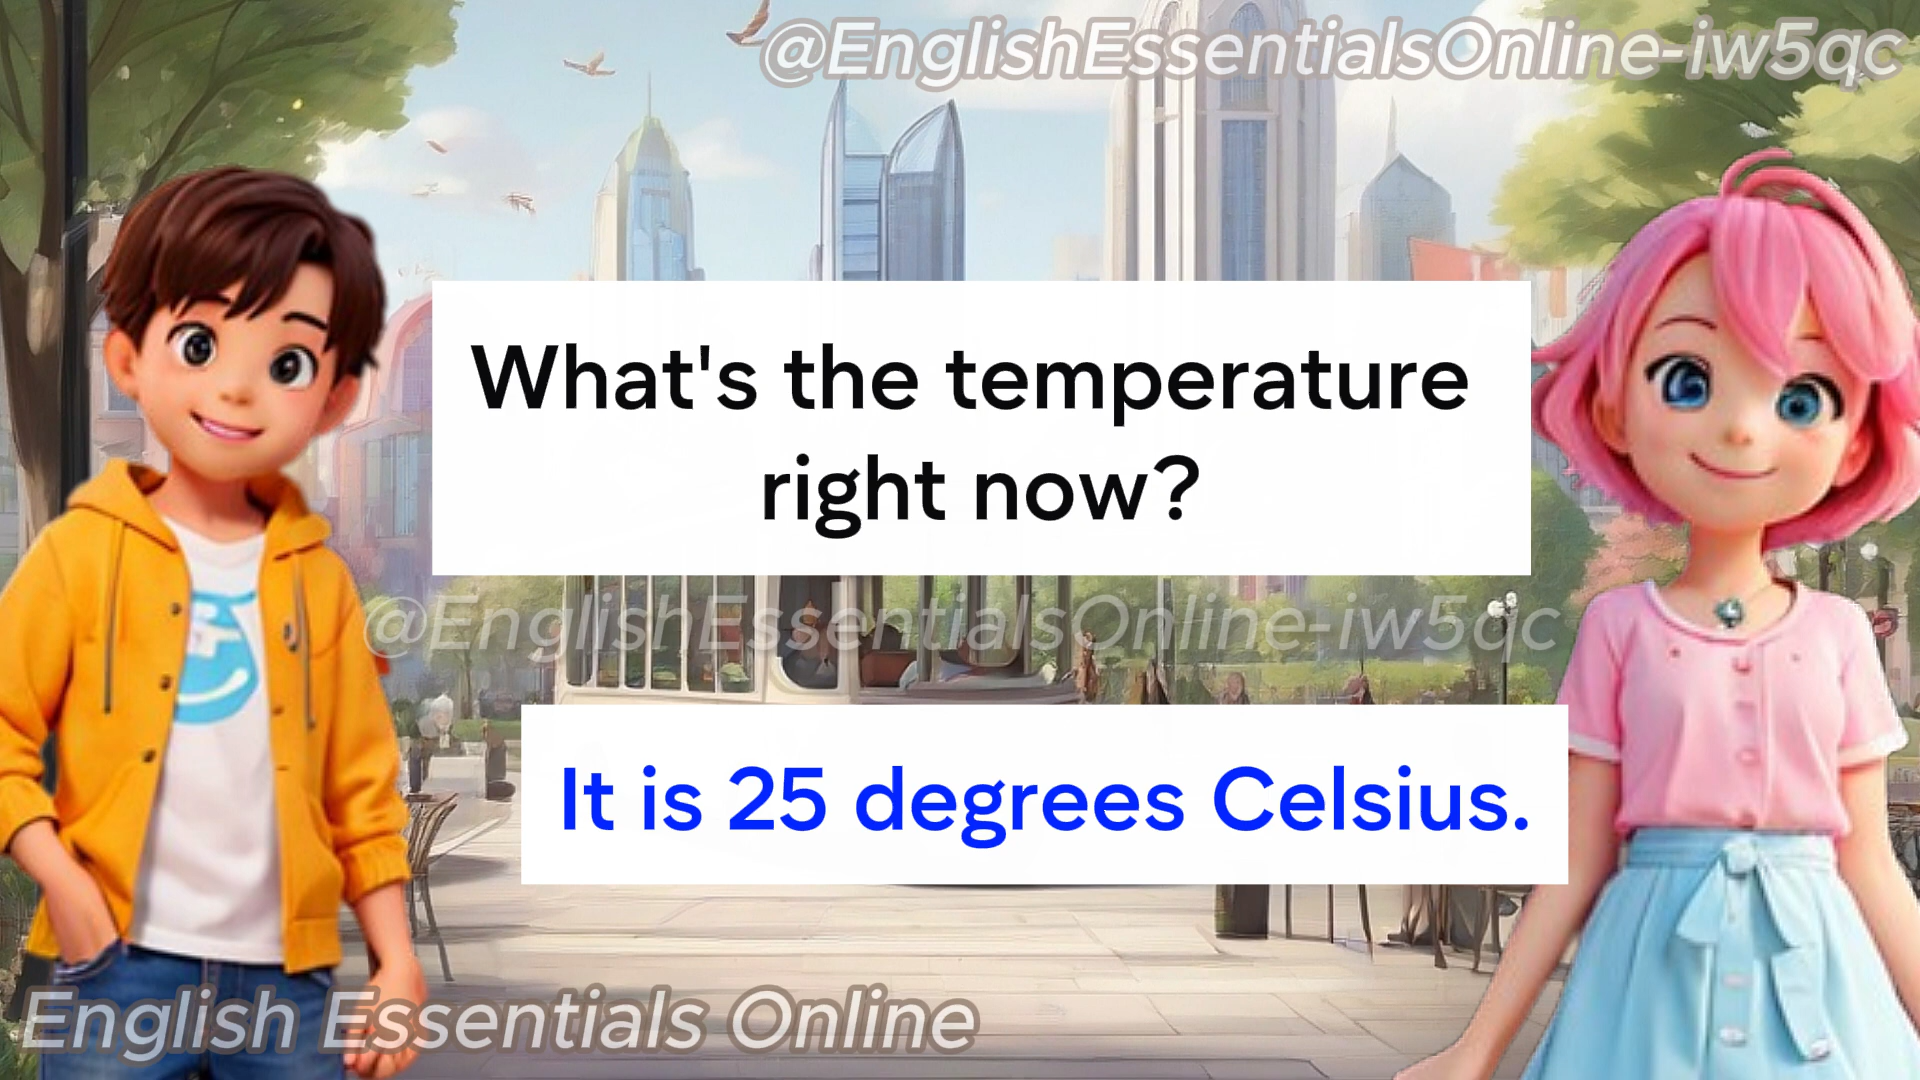 @EnglishEssentialsOnline-iw5qc
What's the temperature
right now?
@EnglishEssentialsOnline-iw5qc
It is 25 degrees Celsius.
English Essentials Online